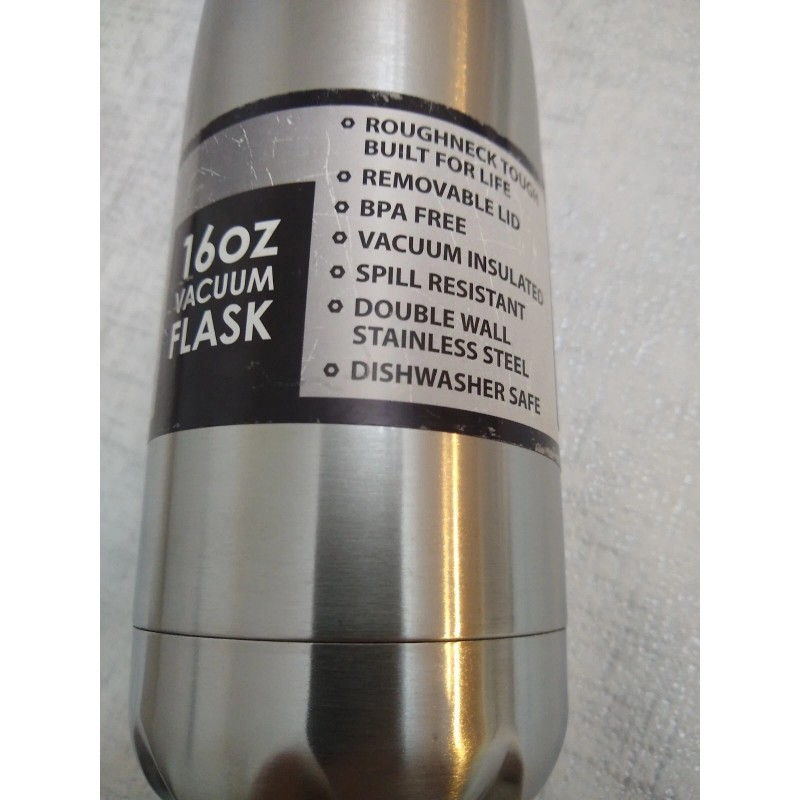 16oz
VACUUM
FLASK
ROUGHNECK TOUGH
BUILT FOR LIFE
REMOVABLE LID
BPA FREE
VACUUM INSULATED
SPILL RESISTANT
DOUBLE WALL
STAINLESS STEEL
DISHWASHER SAFE